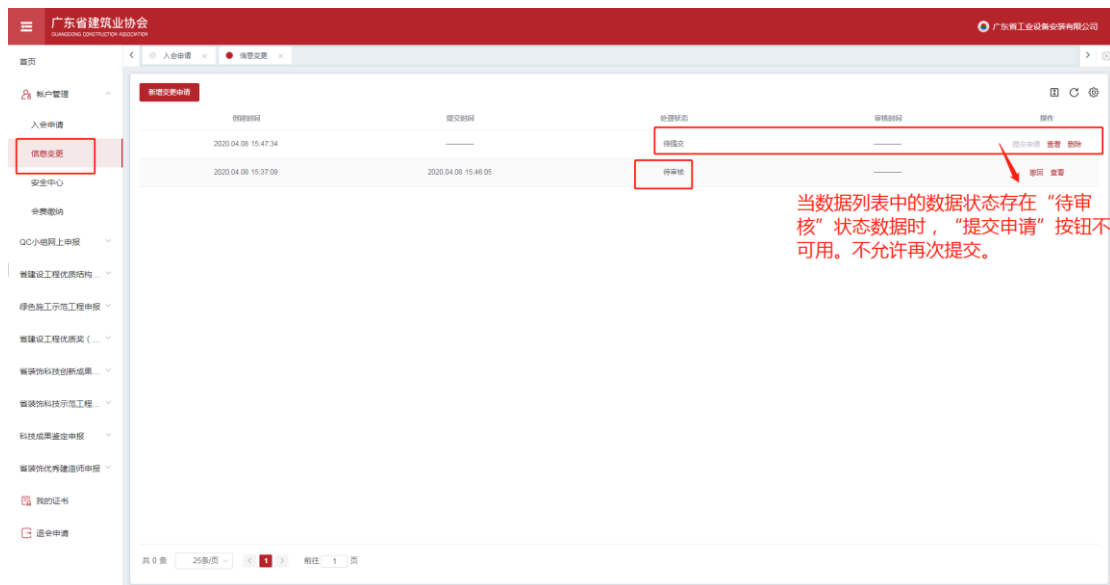 广东省建筑业协会
GUANGDONG CONSTRUCTION INDUSTRY ASSOCIATION
广东省工业设备安装有限公司
首页
入会申请
信息变更
帐户管理
入会申请
信息变更
安全中心
会费缴纳
QC小组网上申报
省建设工程优质结构...
绿色施工示范工程申报
省建设工程优质奖 ( ...
省装饰科技创新成果...
省装饰科技示范工程...
科技成果鉴定申报
省装饰优秀建造师申报
我的证书
退会申请
新增变更申请
创建时间 提交时间 处理状态 审核时间 操作
2020.04.08 15:47:34 ———— 待提交 ———— 提交申请 查看 删除
2020.04.08 15:37:09 2020.04.08 15:46:05 待审核 ———— 撤回 查看
当数据列表中的数据状态存在“待审
核”状态数据时，“提交申请”按钮不
可用。不允许再次提交。
共 0 条 25条/页 1 前往 1 页